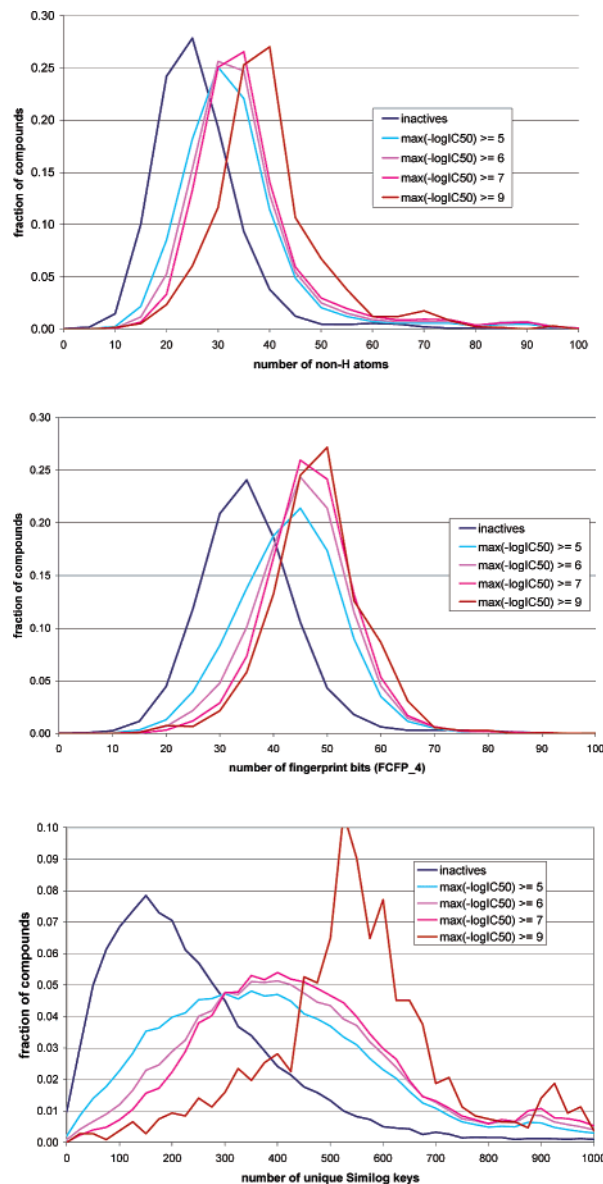 0.30
0.25
0.20
0.15
0.10
0.05
0.00
fraction of compounds
inactives
max(-logIC50) >= 5
max(-logIC50) >= 6
max(-logIC50) >= 7
max(-logIC50) >= 9
0 10 20 30 40 50 60 70 80 90 100
number of non-H atoms
0.30
0.25
0.20
0.15
0.10
0.05
0.00
fraction of compounds
inactives
max(-logIC50) >= 5
max(-logIC50) >= 6
max(-logIC50) >= 7
max(-logIC50) >= 9
0 10 20 30 40 50 60 70 80 90 100
number of fingerprint bits (FCFP_4)
0.10
0.09
0.08
0.07
0.06
0.05
0.04
0.03
0.02
0.01
0.00
fraction of compounds
inactives
max(-logIC50) >= 5
max(-logIC50) >= 6
max(-logIC50) >= 7
max(-logIC50) >= 9
0 100 200 300 400 500 600 700 800 900 1000
number of unique Similog keys